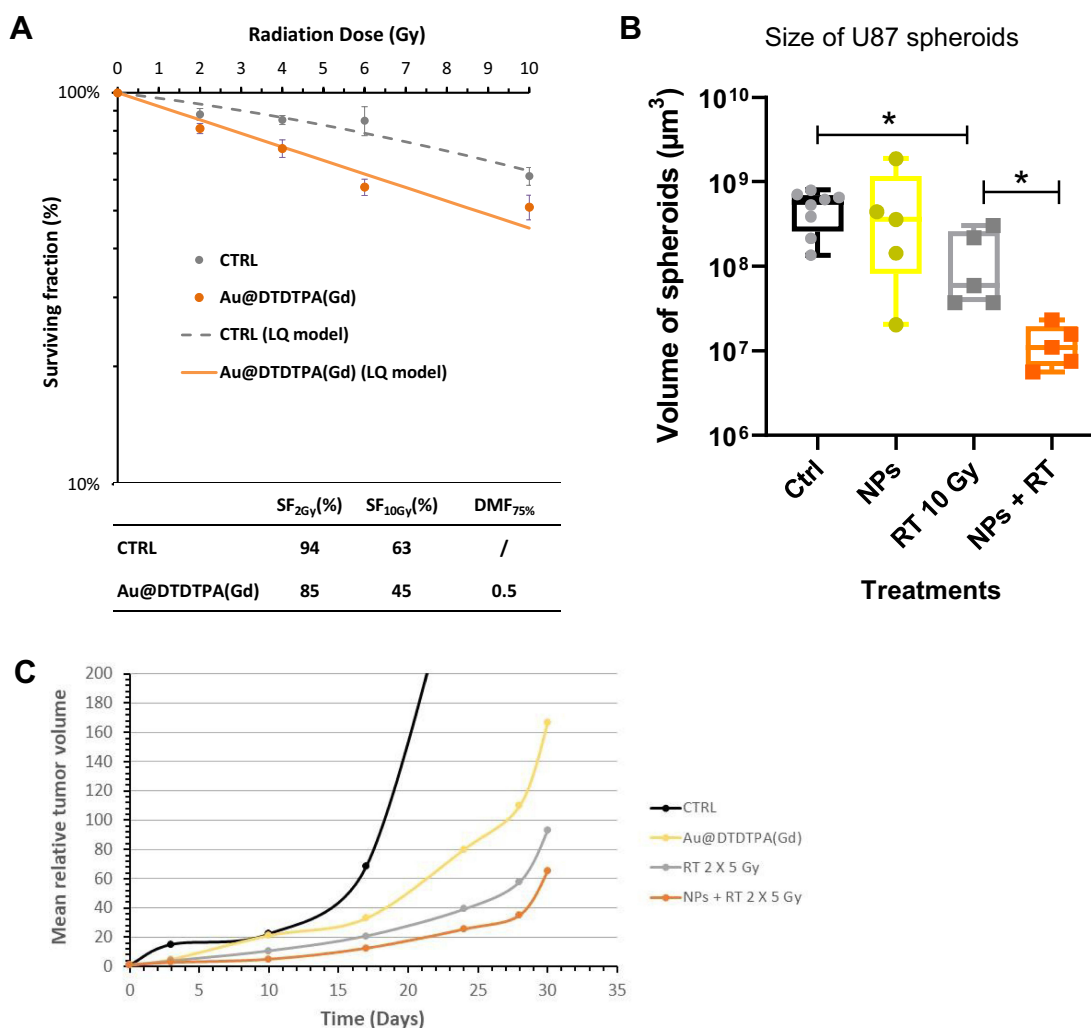 A
Radiation Dose (Gy)
0 1 2 3 4 5 6 7 8 9 10
100%
10%
Surviving fraction (%)
CTRL
Au@DTDTPA(Gd)
CTRL (LQ model)
Au@DTDTPA(Gd) (LQ model)
SF2Gy(%) SF10Gy(%) DMF75%
CTRL 94 63 /
Au@DTDTPA(Gd) 85 45 0.5
B
Size of U87 spheroids
Volume of spheroids (µm³)
10¹⁰
10⁹
10⁸
10⁷
10⁶
* 
*
Ctrl
NPs
RT 10 Gy
NPs + RT
Treatments
C
Mean relative tumor volume
200
180
160
140
120
100
80
60
40
20
0
0 5 10 15 20 25 30 35
Time (Days)
CTRL
Au@DTDTPA(Gd)
RT 2 X 5 Gy
NPs + RT 2 X 5 Gy